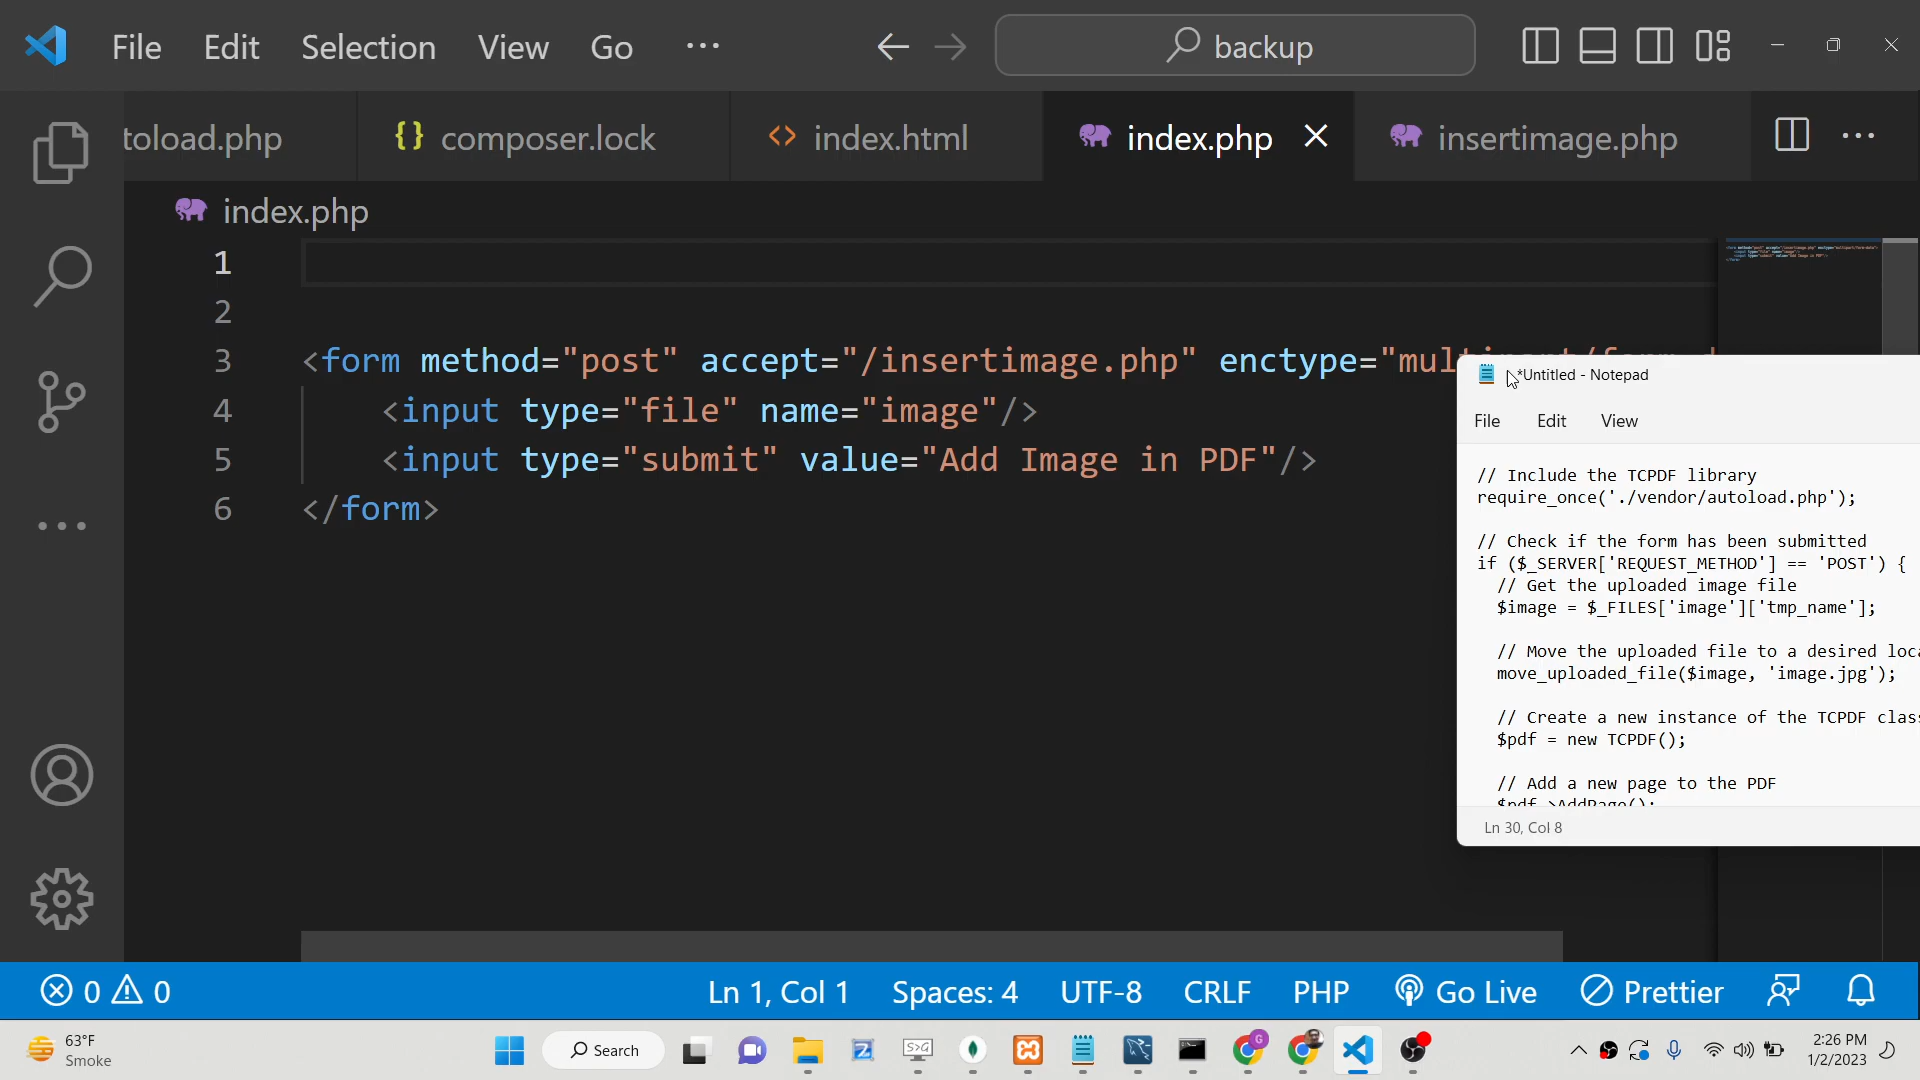 File Edit Selection View Go ··· backup
toload.php composer.lock index.html index.php insertimage.php
index.php
1
2
3 <form method="post" accept="/insertimage.php" enctype="mul
4 <input type="file" name="image"/>
5 <input type="submit" value="Add Image in PDF"/>
6 </form>
*Untitled - Notepad
File Edit View
// Include the TCPDF library
require_once('./vendor/autoload.php');
// Check if the form has been submitted
if ($_SERVER['REQUEST_METHOD'] == 'POST') {
// Get the uploaded image file
$image = $_FILES['image']['tmp_name'];
// Move the uploaded file to a desired loca
move_uploaded_file($image, 'image.jpg');
// Create a new instance of the TCPDF clas
$pdf = new TCPDF();
// Add a new page to the PDF
$pdf->AddPage();
Ln 30, Col 8
0 0 Ln 1, Col 1 Spaces: 4 UTF-8 CRLF PHP Go Live Prettier
63°F
Smoke
Search
2:26 PM
1/2/2023